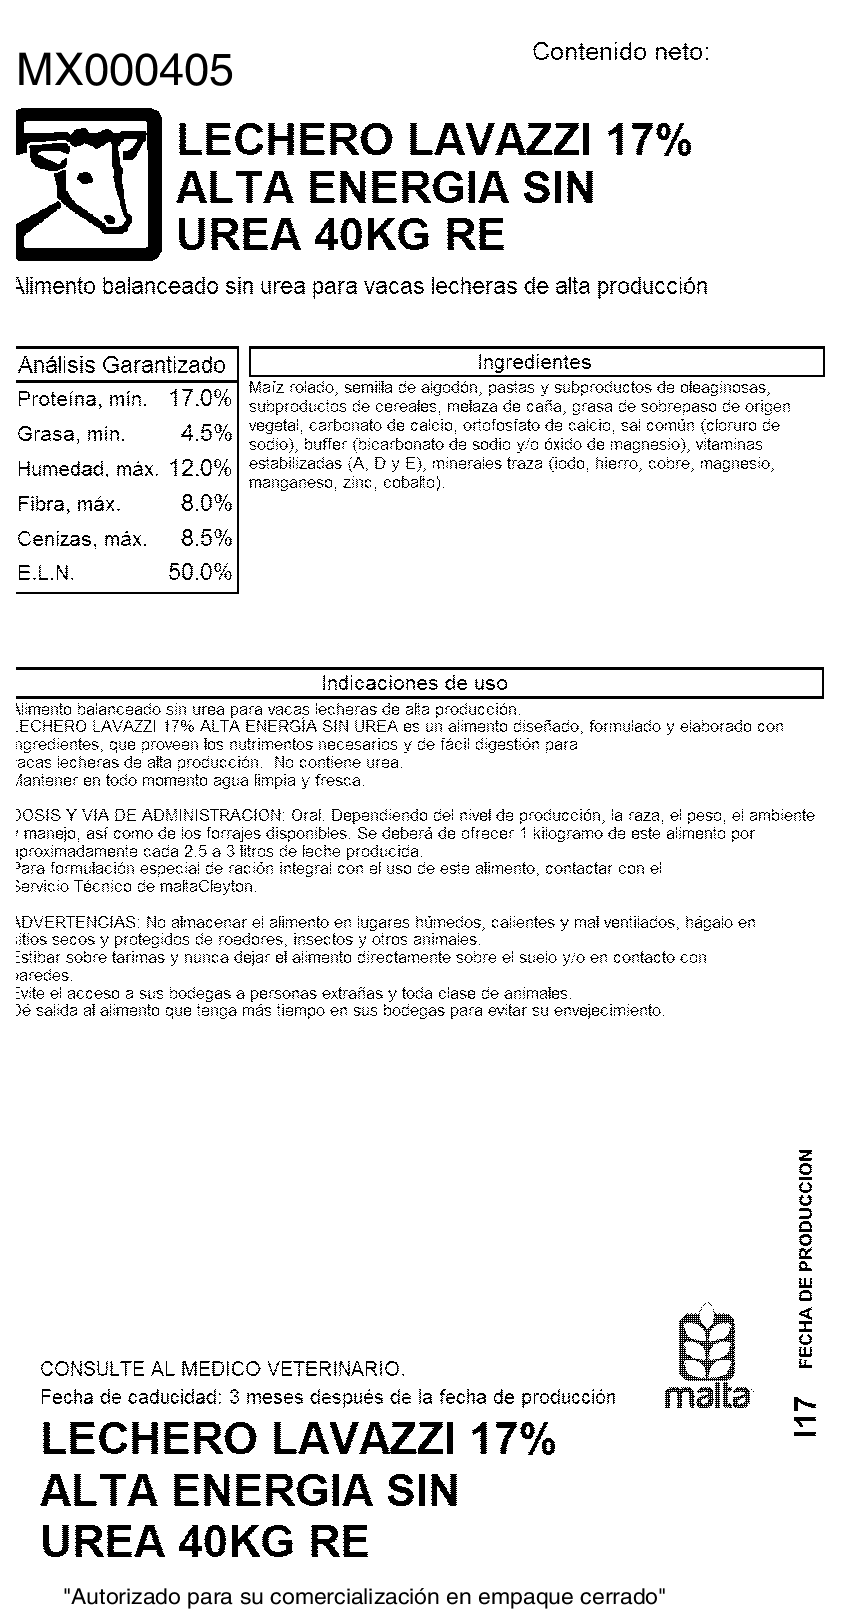 MX000405
Contenido neto:
LECHERO LAVAZZI 17%
ALTA ENERGIA SIN
UREA 40KG RE
Alimento balanceado sin urea para vacas lecheras de alta producción
Análisis Garantizado
Proteína, mín. 17.0%
Grasa, mín. 4.5%
Humedad, máx. 12.0%
Fibra, máx. 8.0%
Cenizas, máx. 8.5%
E.L.N. 50.0%
Ingredientes
Maíz rolado, semilla de algodón, pastas y subproductos de oleaginosas,
subproductos de cereales, melaza de caña, grasa de sobrepaso de origen
vegetal, carbonato de calcio, ortofosfato de calcio, sal común (cloruro de
sodio), buffer (bicarbonato de sodio y/o óxido de magnesio), vitaminas
estabilizadas (A, D y E), minerales traza (iodo, hierro, cobre, magnesio,
manganeso, zinc, cobalto).
Indicaciones de uso
Alimento balanceado sin urea para vacas lecheras de alta producción.
LECHERO LAVAZZI 17% ALTA ENERGÍA SIN UREA es un alimento diseñado, formulado y elaborado con
ingredientes, que proveen los nutrimentos necesarios y de fácil digestión para
vacas lecheras de alta producción. No contiene urea.
Mantener en todo momento agua limpia y fresca.
DOSIS Y VIA DE ADMINISTRACION: Oral. Dependiendo del nivel de producción, la raza, el peso, el ambiente
y manejo, así como de los forrajes disponibles. Se deberá de ofrecer 1 kilogramo de este alimento por
aproximadamente cada 2.5 a 3 litros de leche producida.
Para formulación especial de ración integral con el uso de este alimento, contactar con el
Servicio Técnico de maltaCleyton.
ADVERTENCIAS: No almacenar el alimento en lugares húmedos, calientes y mal ventilados, hágalo en
sitios secos y protegidos de roedores, insectos y otros animales.
Estibar sobre tarimas y nunca dejar el alimento directamente sobre el suelo y/o en contacto con
paredes.
Evite el acceso a sus bodegas a personas extrañas y toda clase de animales.
Dé salida al alimento que tenga más tiempo en sus bodegas para evitar su envejecimiento.
FECHA DE PRODUCCION
I17
malta
CONSULTE AL MEDICO VETERINARIO.
Fecha de caducidad: 3 meses después de la fecha de producción
LECHERO LAVAZZI 17%
ALTA ENERGIA SIN
UREA 40KG RE
"Autorizado para su comercialización en empaque cerrado"